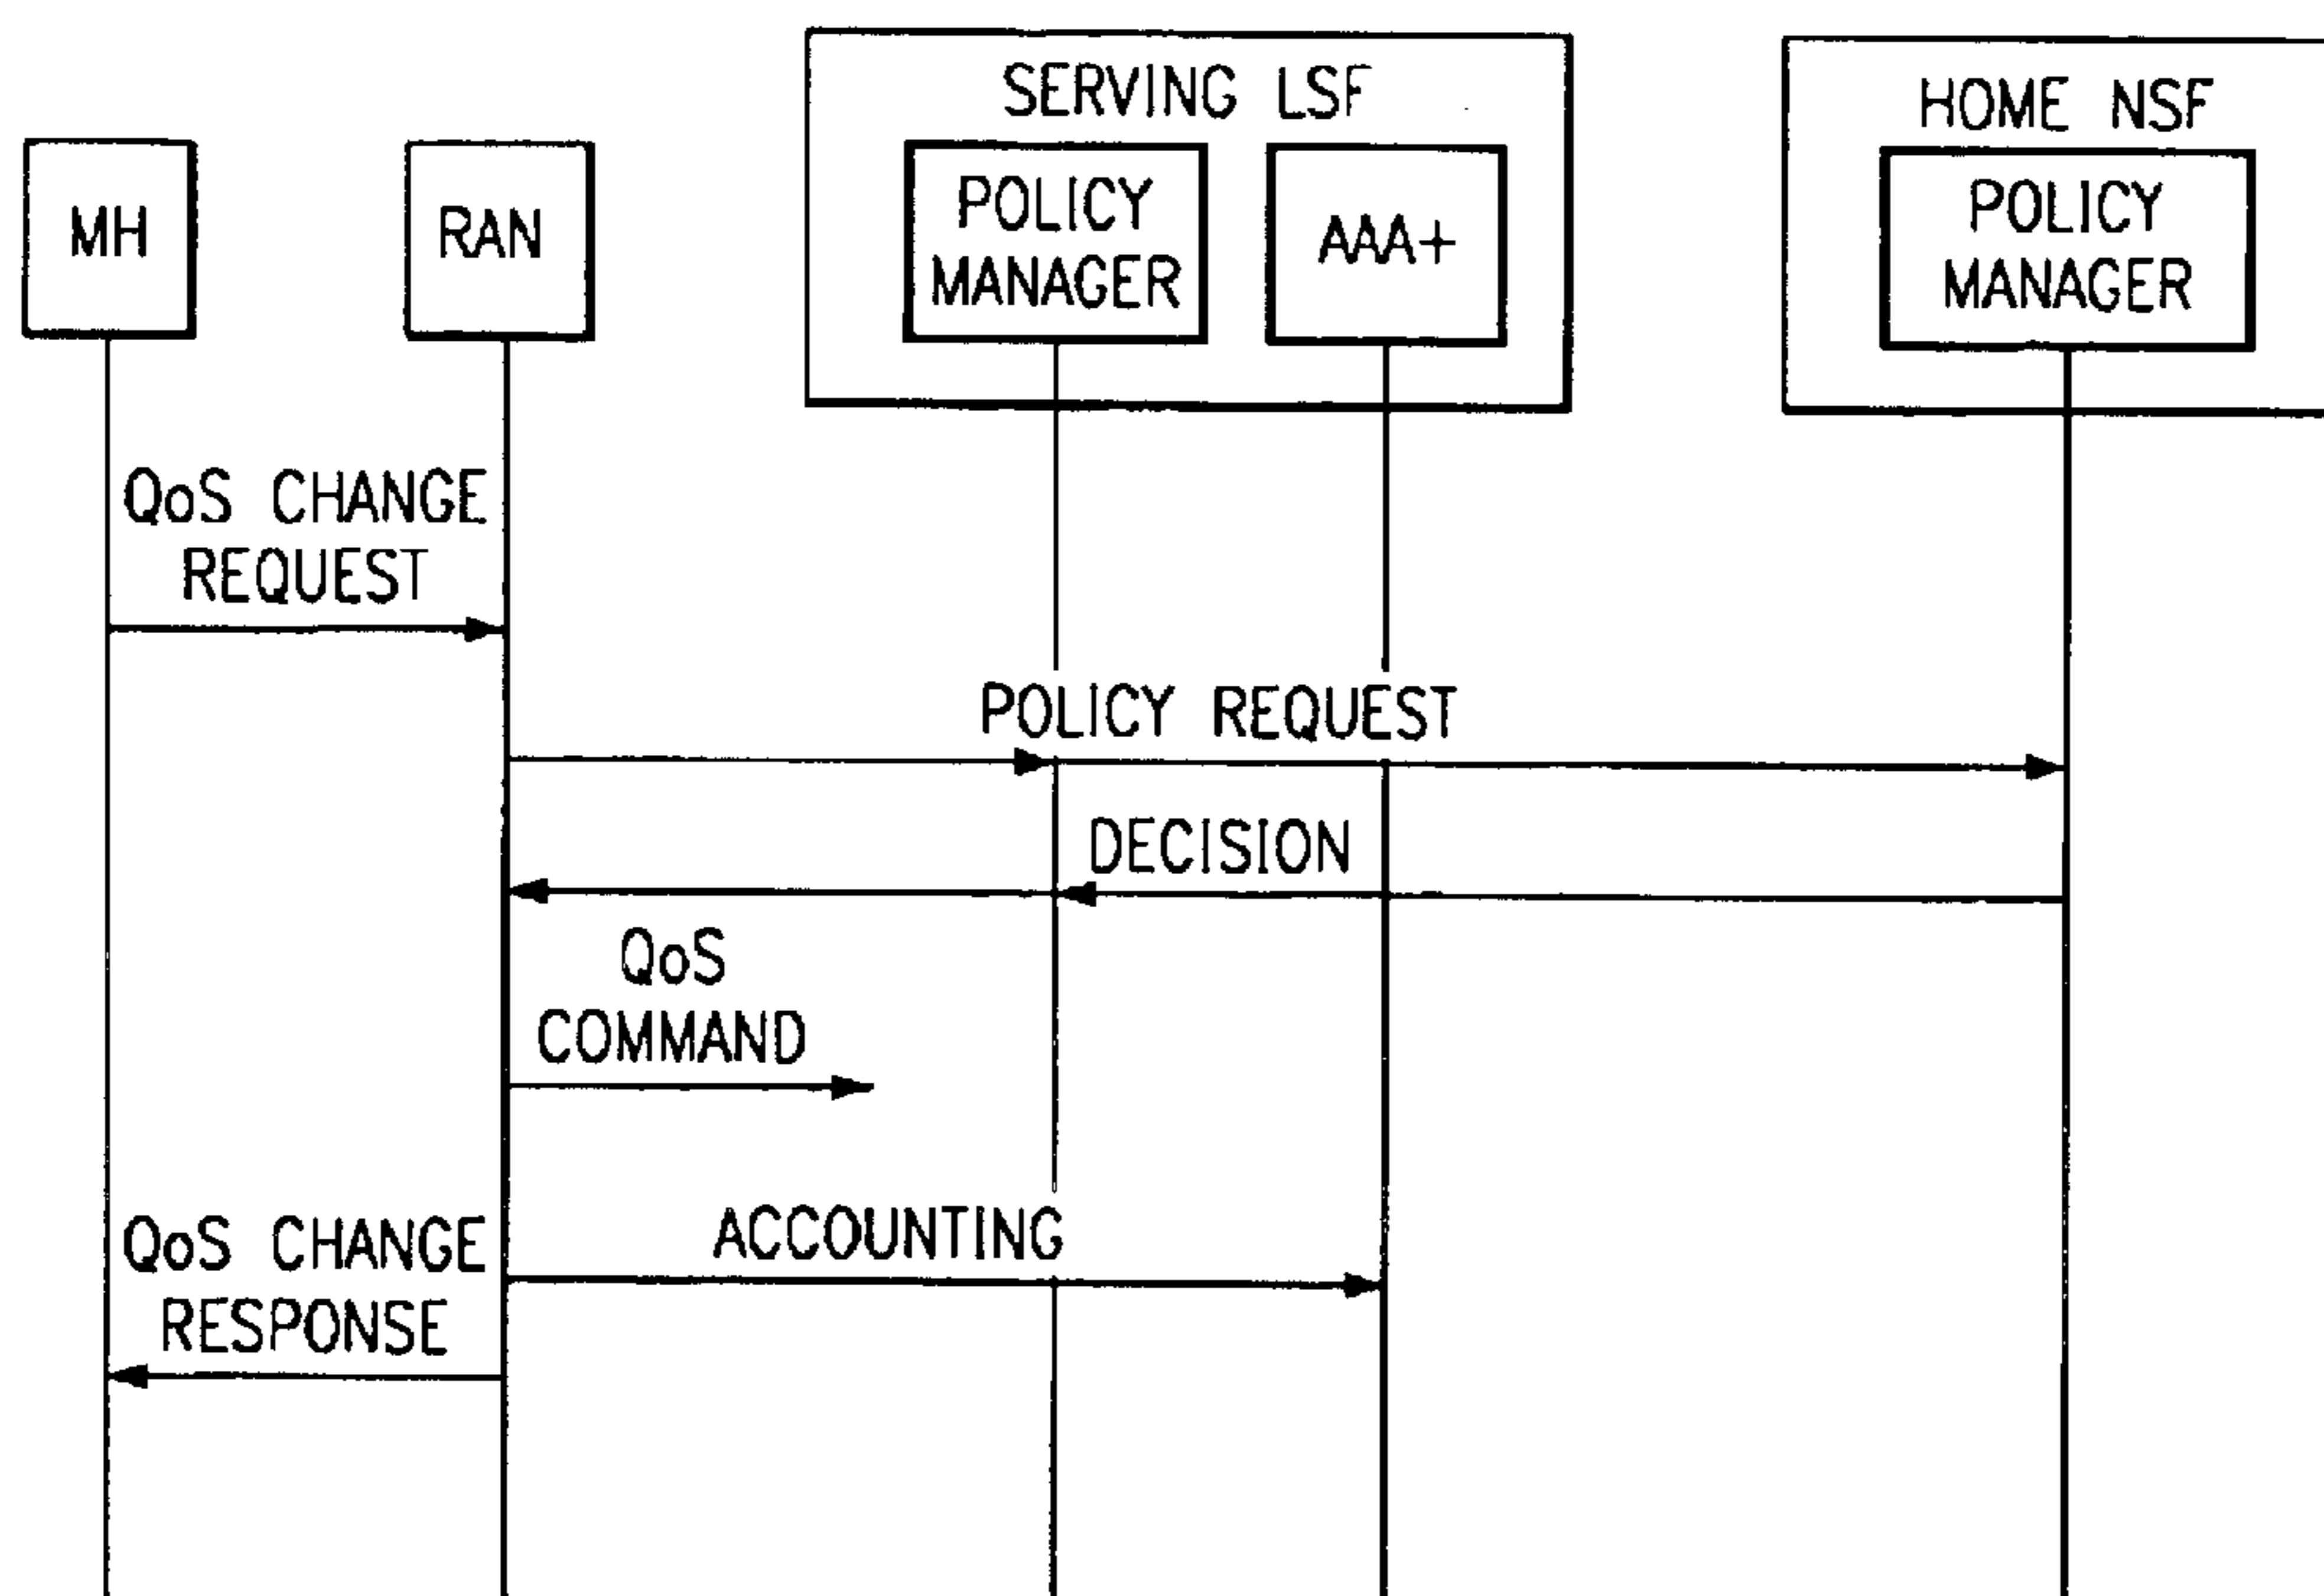 SERVING LSF
HOME NSF
MH
RAN
POLICY
MANAGER
AAA+
POLICY
MANAGER
QoS CHANGE
REQUEST
POLICY REQUEST
DECISION
QoS
COMMAND
ACCOUNTING
QoS CHANGE
RESPONSE